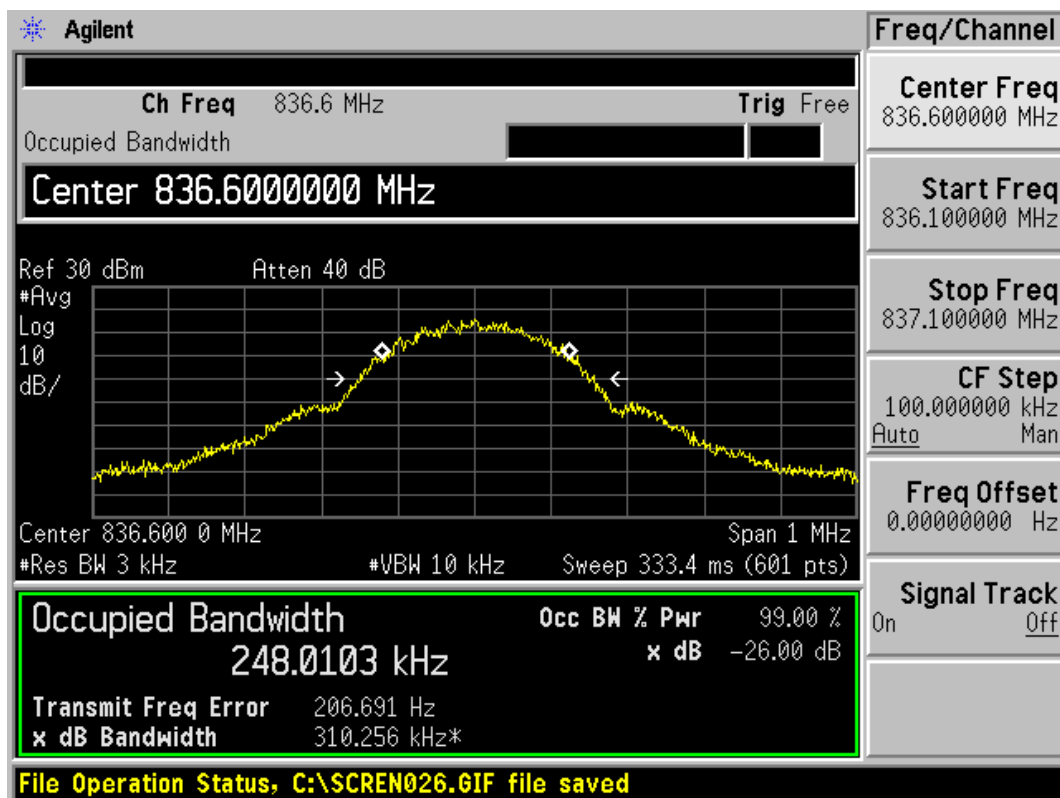 Agilent
Freq/Channel
Ch Freq 836.6 MHz Trig Free
Occupied Bandwidth
Center 836.6000000 MHz
Ref 30 dBm Atten 40 dB
#Avg
Log
10
dB/
Center 836.600 0 MHz Span 1 MHz
#Res BW 3 kHz #VBW 10 kHz Sweep 333.4 ms (601 pts)
Occupied Bandwidth
248.0103 kHz
Occ BW % Pwr 99.00 %
x dB -26.00 dB
Transmit Freq Error 206.691 Hz
x dB Bandwidth 310.256 kHz*
File Operation Status, C:\SCREN026.GIF file saved
Center Freq
836.600000 MHz
Start Freq
836.100000 MHz
Stop Freq
837.100000 MHz
CF Step
100.000000 kHz
Auto Man
Freq Offset
0.00000000 Hz
Signal Track
On Off